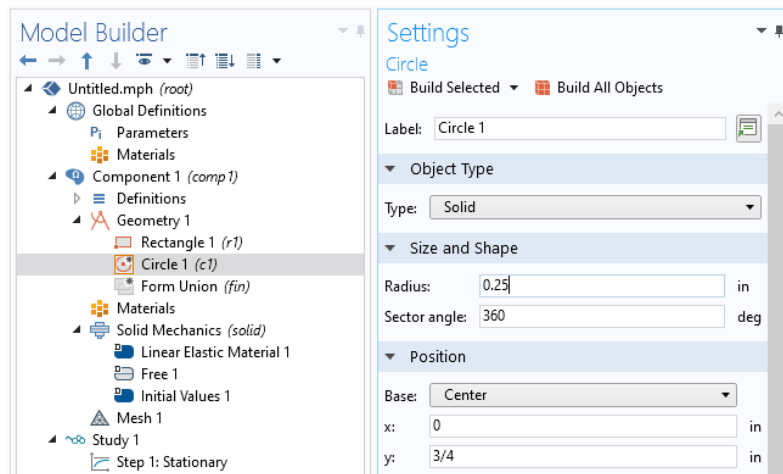 Model Builder
Untitled.mph (root)
Global Definitions
Pi Parameters
Materials
Component 1 (comp1)
Definitions
Geometry 1
Rectangle 1 (r1)
Circle 1 (c1)
Form Union (fin)
Materials
Solid Mechanics (solid)
Linear Elastic Material 1
Free 1
Initial Values 1
Mesh 1
Study 1
Step 1: Stationary
Settings
Circle
Build Selected Build All Objects
Label: Circle 1
Object Type
Type: Solid
Size and Shape
Radius: 0.25 in
Sector angle: 360 deg
Position
Base: Center
x: 0 in
y: 3/4 in